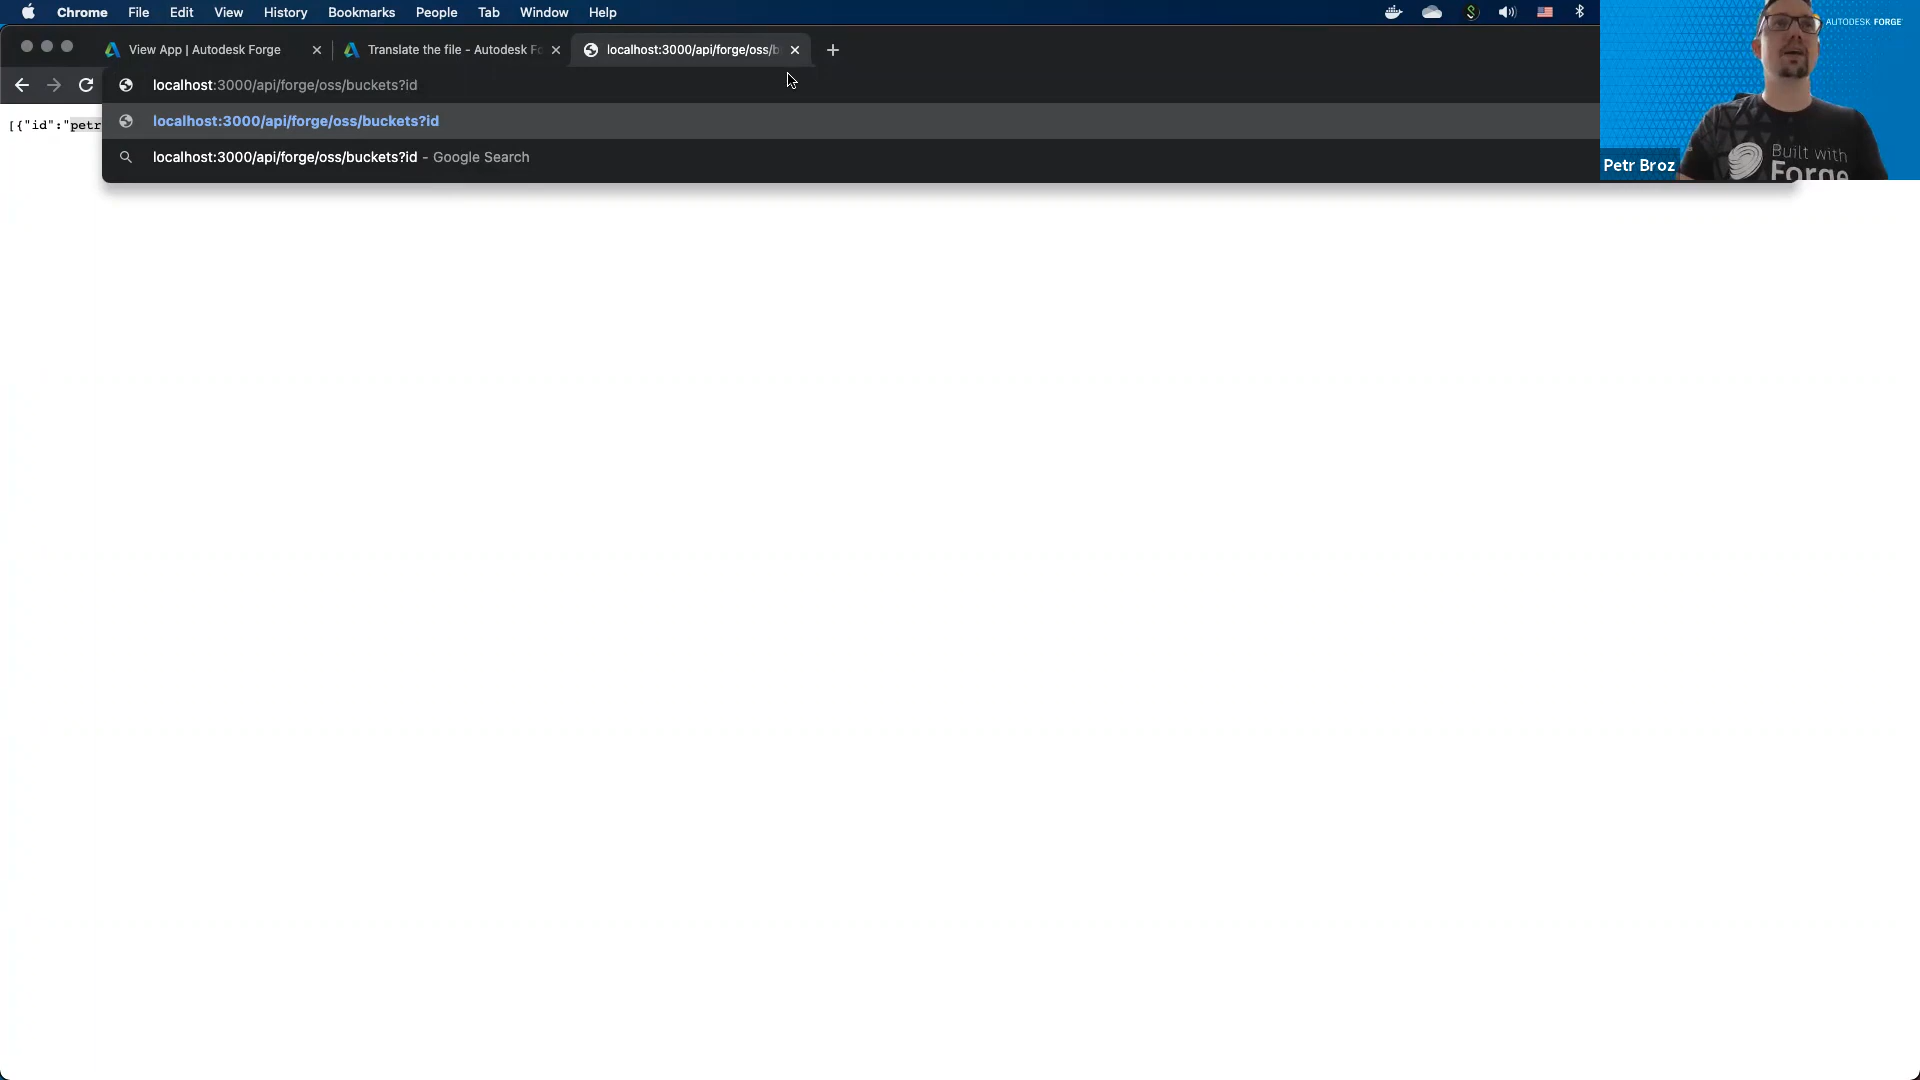 Chrome File Edit View History Bookmarks People Tab Window Help
AUTODESK FORGE
View App | Autodesk Forge
Translate the file - Autodesk Fo
localhost:3000/api/forge/oss/b
localhost:3000/api/forge/oss/buckets?id
[{"id":"petr
localhost:3000/api/forge/oss/buckets?id
localhost:3000/api/forge/oss/buckets?id - Google Search
Built with
Forge
Petr Broz